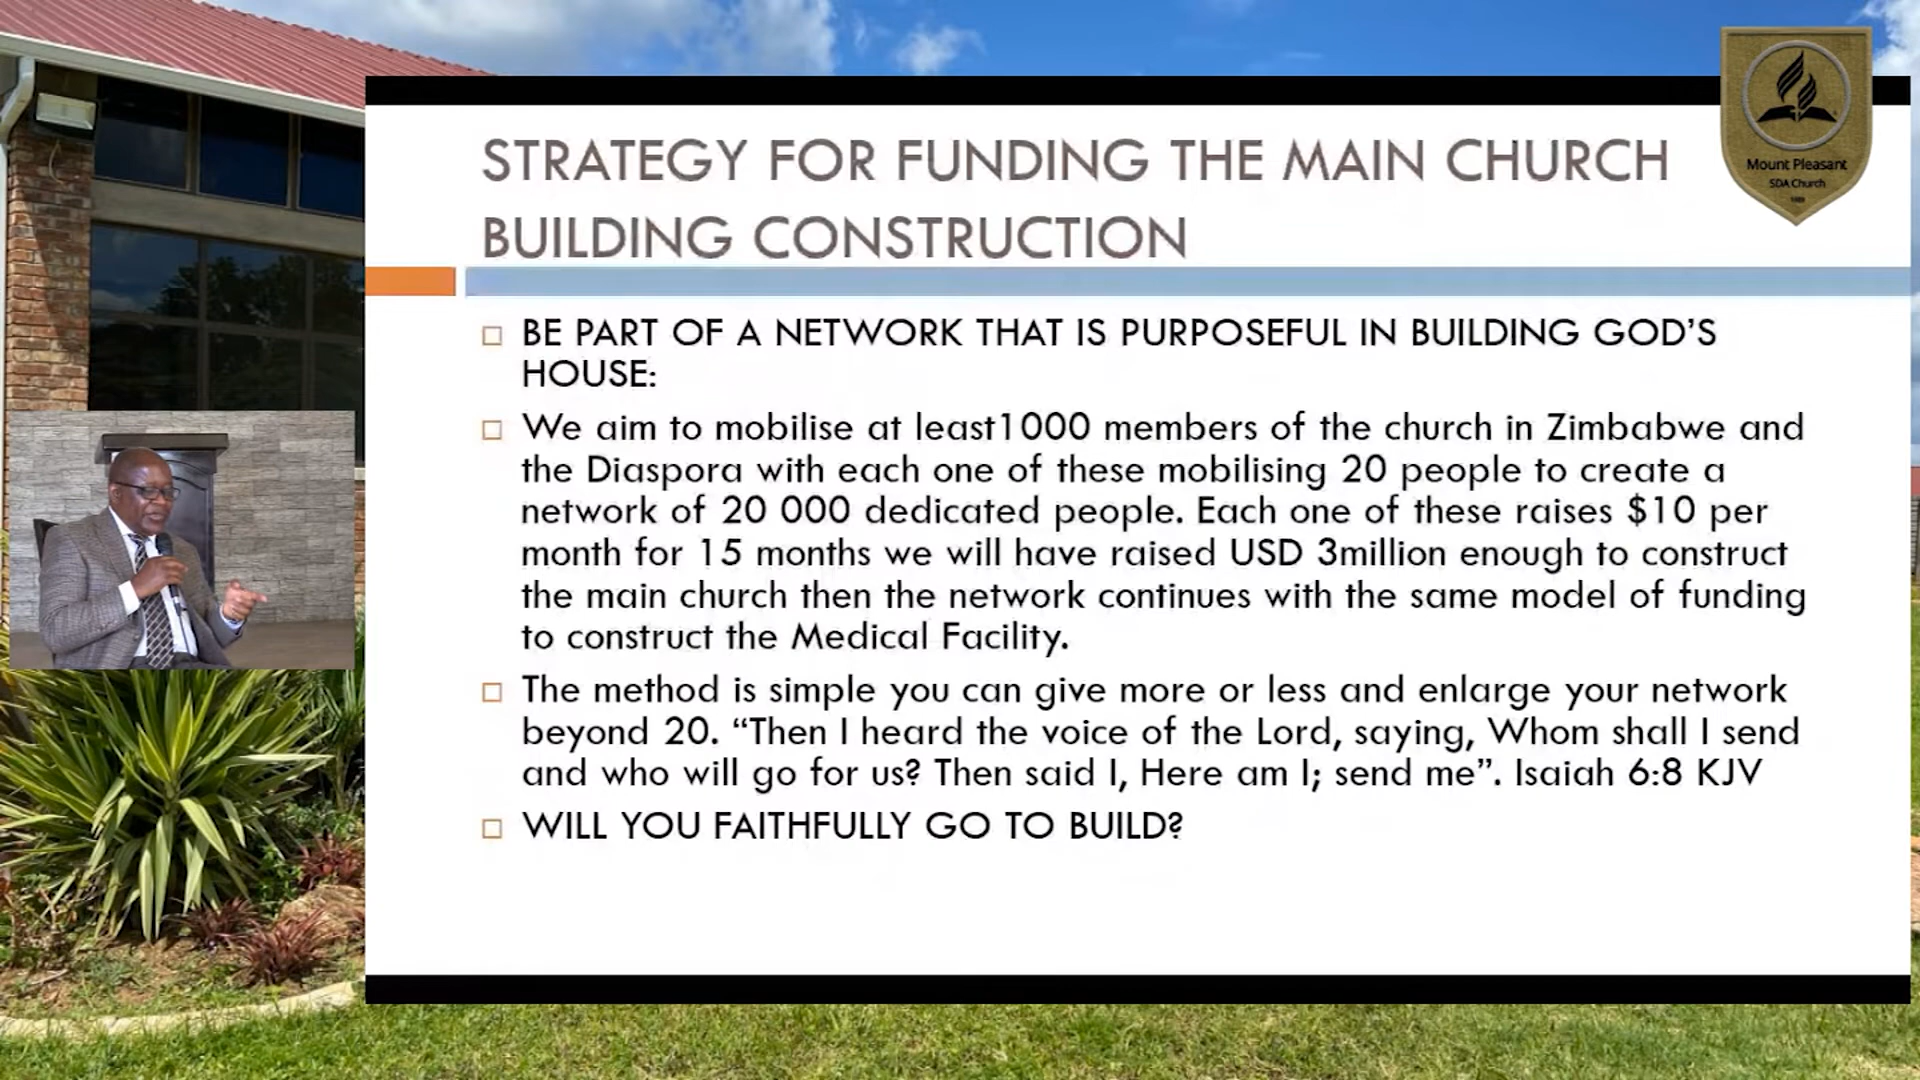 STRATEGY FOR FUNDING THE MAIN CHURCH
BUILDING CONSTRUCTION
Mount Pleasant
SDA Church
BE PART OF A NETWORK THAT IS PURPOSEFUL IN BUILDING GOD’S
HOUSE:
We aim to mobilise at least1000 members of the church in Zimbabwe and
the Diaspora with each one of these mobilising 20 people to create a
network of 20 000 dedicated people. Each one of these raises $10 per
month for 15 months we will have raised USD 3million enough to construct
the main church then the network continues with the same model of funding
to construct the Medical Facility.
The method is simple you can give more or less and enlarge your network
beyond 20. “Then I heard the voice of the Lord, saying, Whom shall I send
and who will go for us? Then said I, Here am I; send me”. Isaiah 6:8 KJV
WILL YOU FAITHFULLY GO TO BUILD?